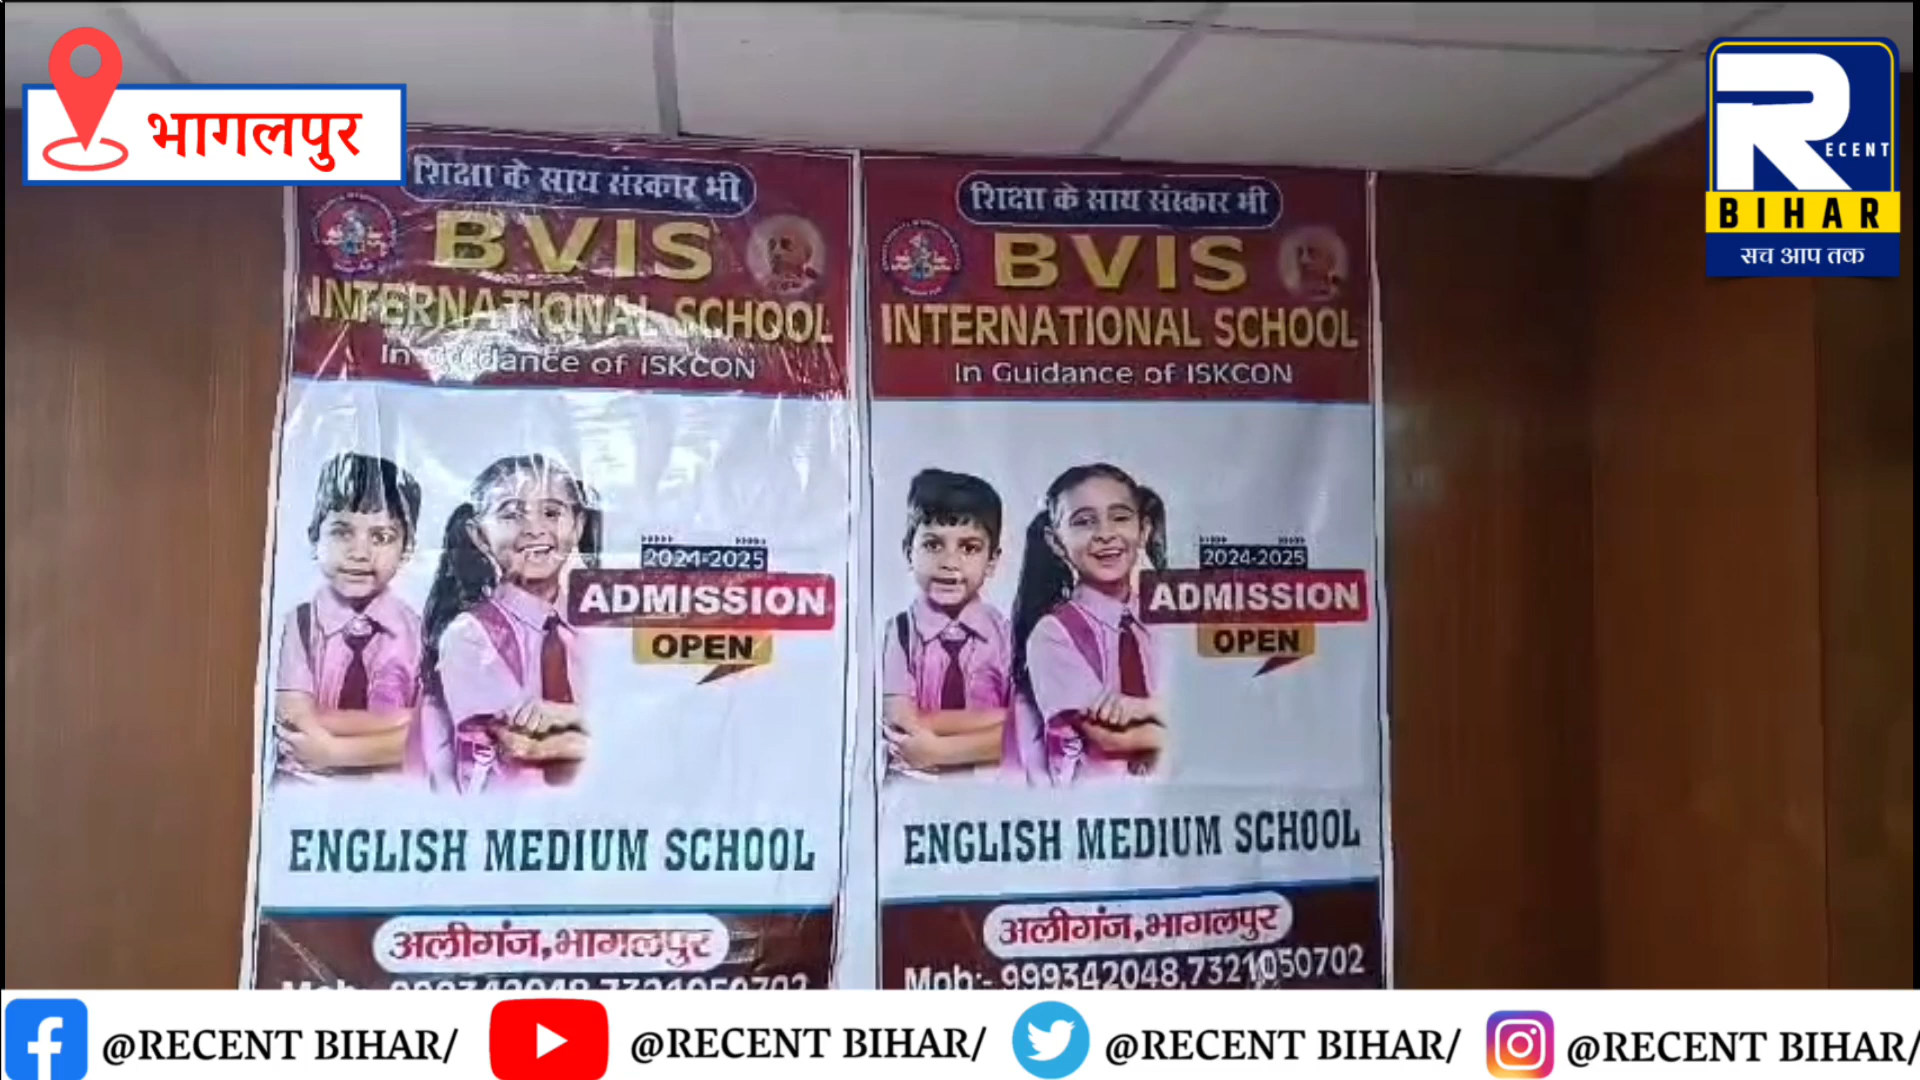 भागलपुर
RECENT
BIHAR
सच आप तक
शिक्षा के साथ संस्कार भी
BVIS
INTERNATIONAL SCHOOL
In Guidance of ISKCON
2024-2025
ADMISSION
OPEN
ENGLISH MEDIUM SCHOOL
अलीगंज,भागलपुर
शिक्षा के साथ संस्कार भी
BVIS
INTERNATIONAL SCHOOL
In Guidance of ISKCON
2024-2025
ADMISSION
OPEN
ENGLISH MEDIUM SCHOOL
अलीगंज,भागलपुर
Mob:- 999342048,7321050702
@RECENT BIHAR/ @RECENT BIHAR/ @RECENT BIHAR/ @RECENT BIHAR/